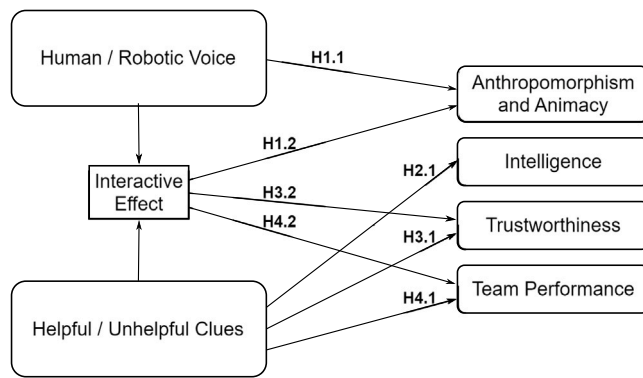 Human / Robotic Voice
H1.1
Anthropomorphism
and Animacy
H1.2
H2.1
Intelligence
Interactive
Effect
H3.2
Trustworthiness
H4.2
H3.1
Team Performance
H4.1
Helpful / Unhelpful Clues